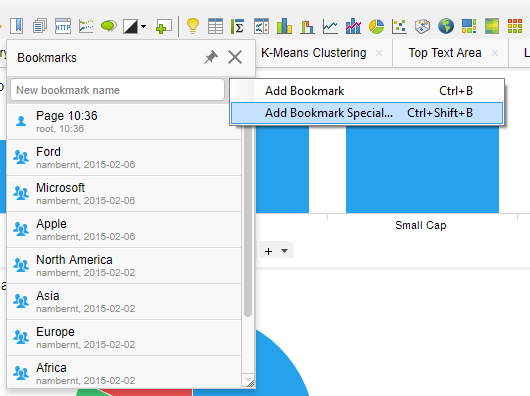 HTTP
Bookmarks
K-Means Clustering
Top Text Area
L
New bookmark name
Add Bookmark Ctrl+B
Add Bookmark Special... Ctrl+Shift+B
Page 10:36
root, 10:36
Ford
nambernt, 2015-02-06
Microsoft
nambernt, 2015-02-06
Apple
nambernt, 2015-02-06
Small Cap
North America
nambernt, 2015-02-02
Asia
nambernt, 2015-02-02
Europe
nambernt, 2015-02-02
Africa
nambernt, 2015-02-02